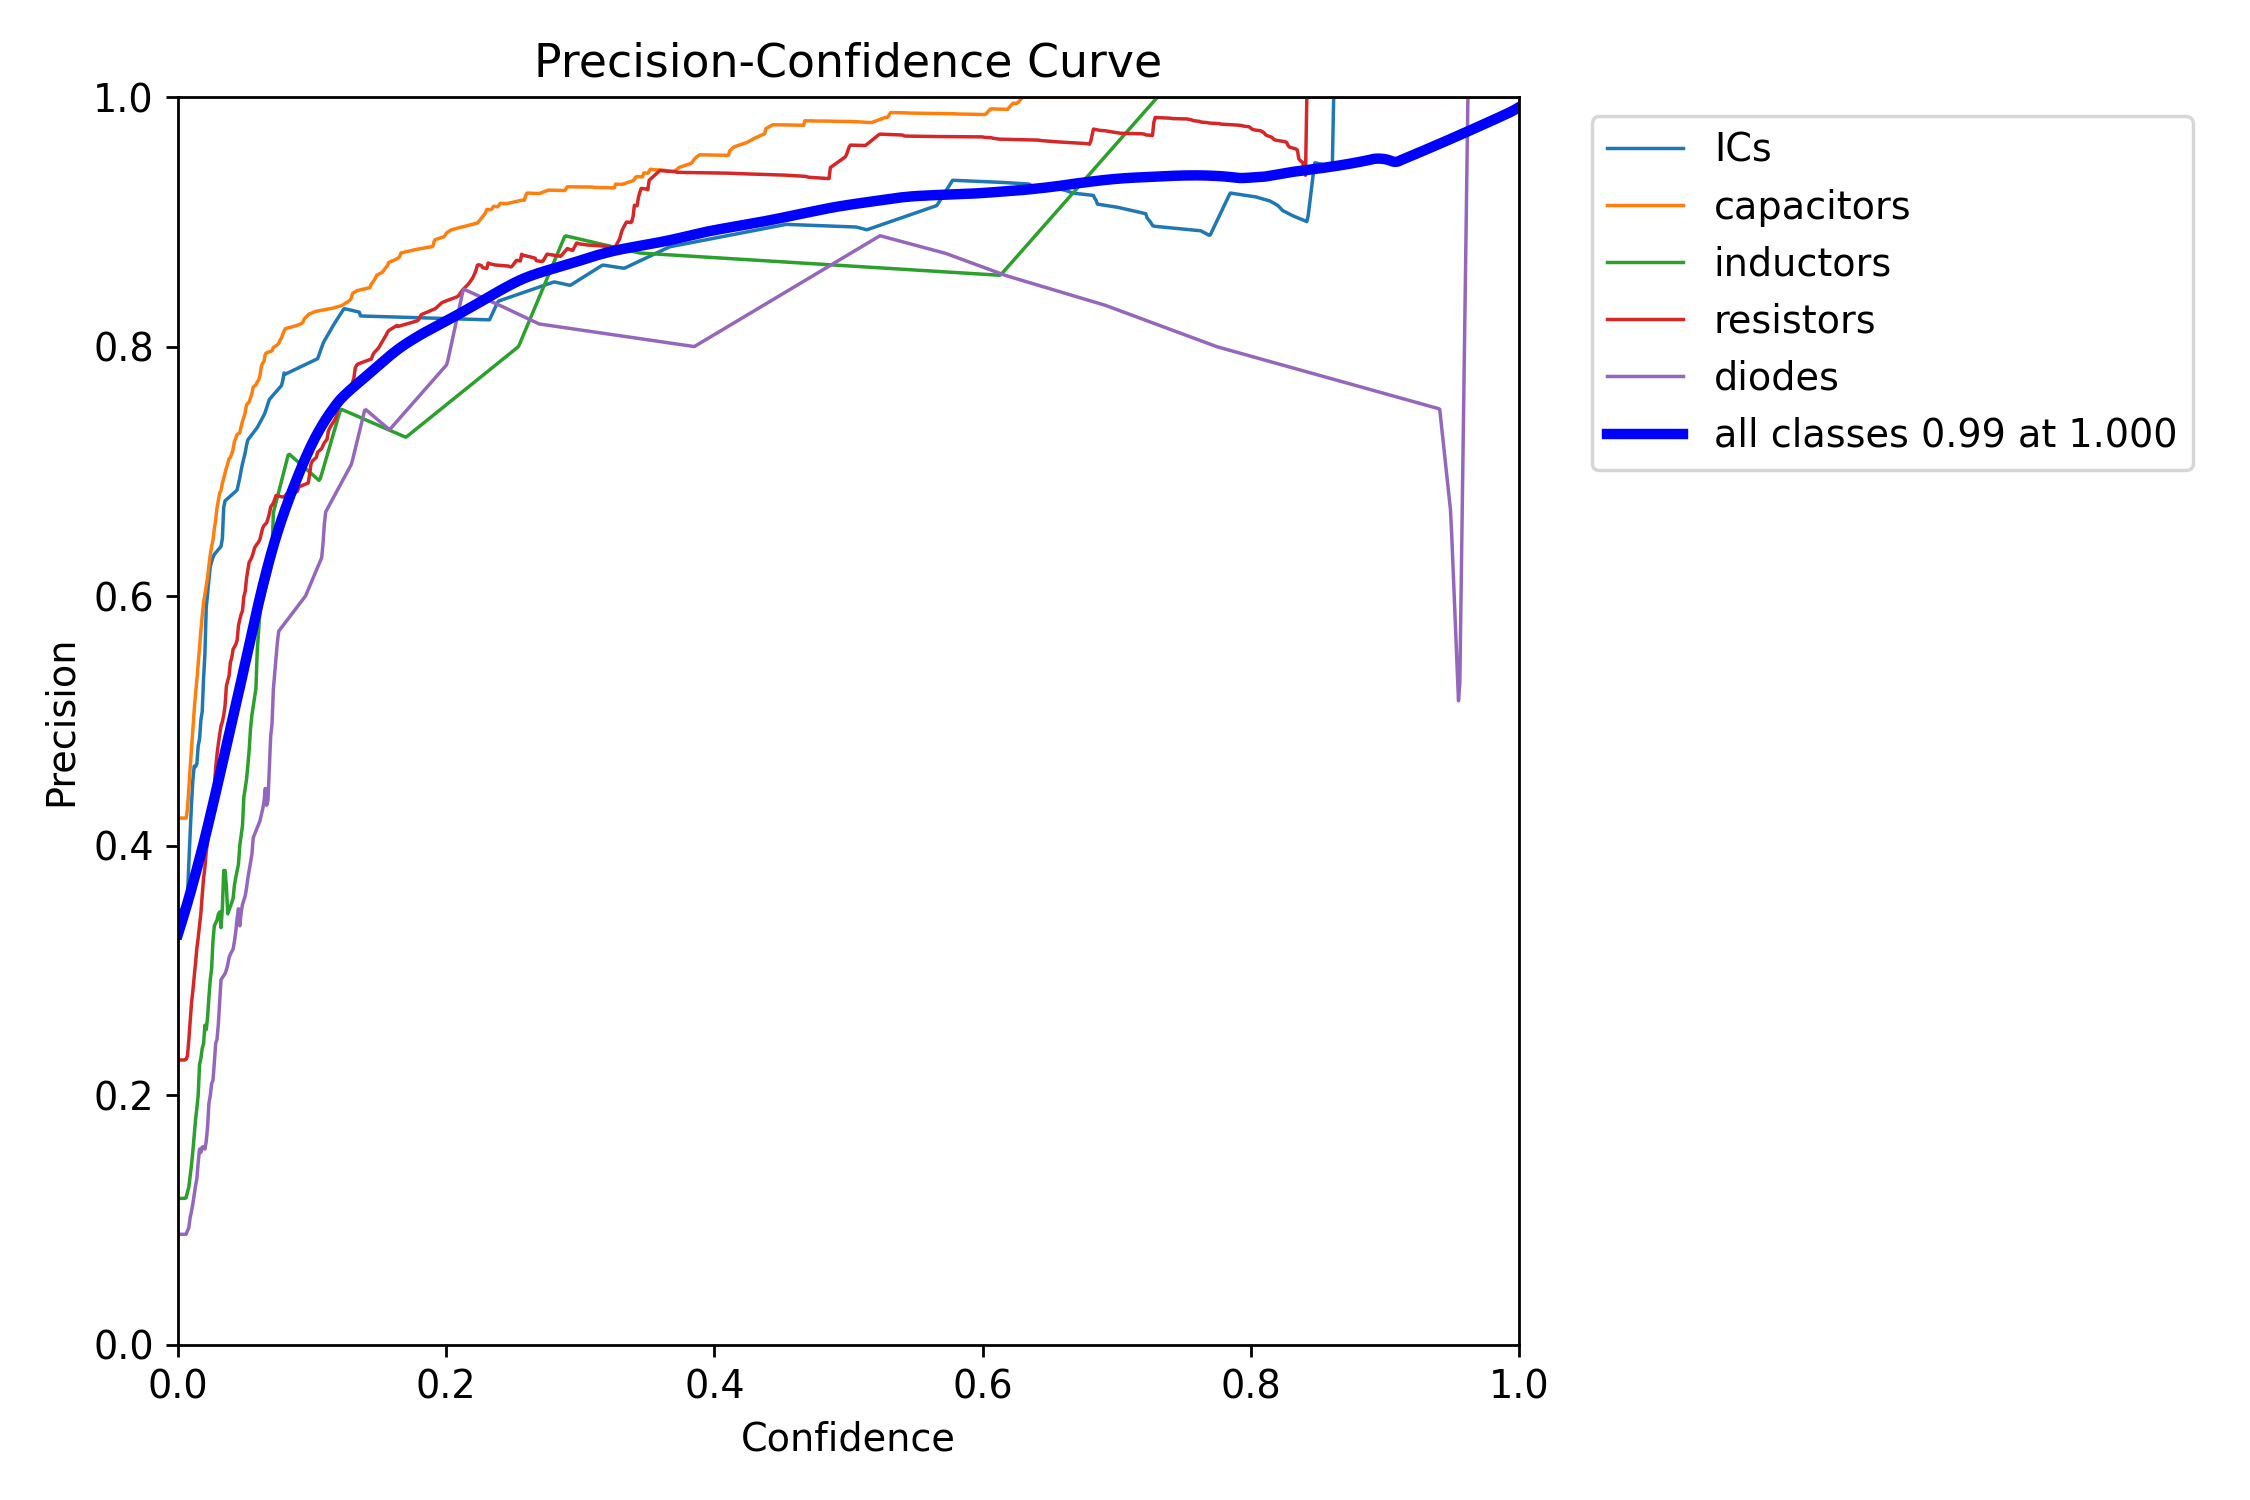 Precision-Confidence Curve
1.0
0.8
0.6
0.4
0.2
0.0
Precision
0.0 0.2 0.4 0.6 0.8 1.0
Confidence
ICs
capacitors
inductors
resistors
diodes
all classes 0.99 at 1.000